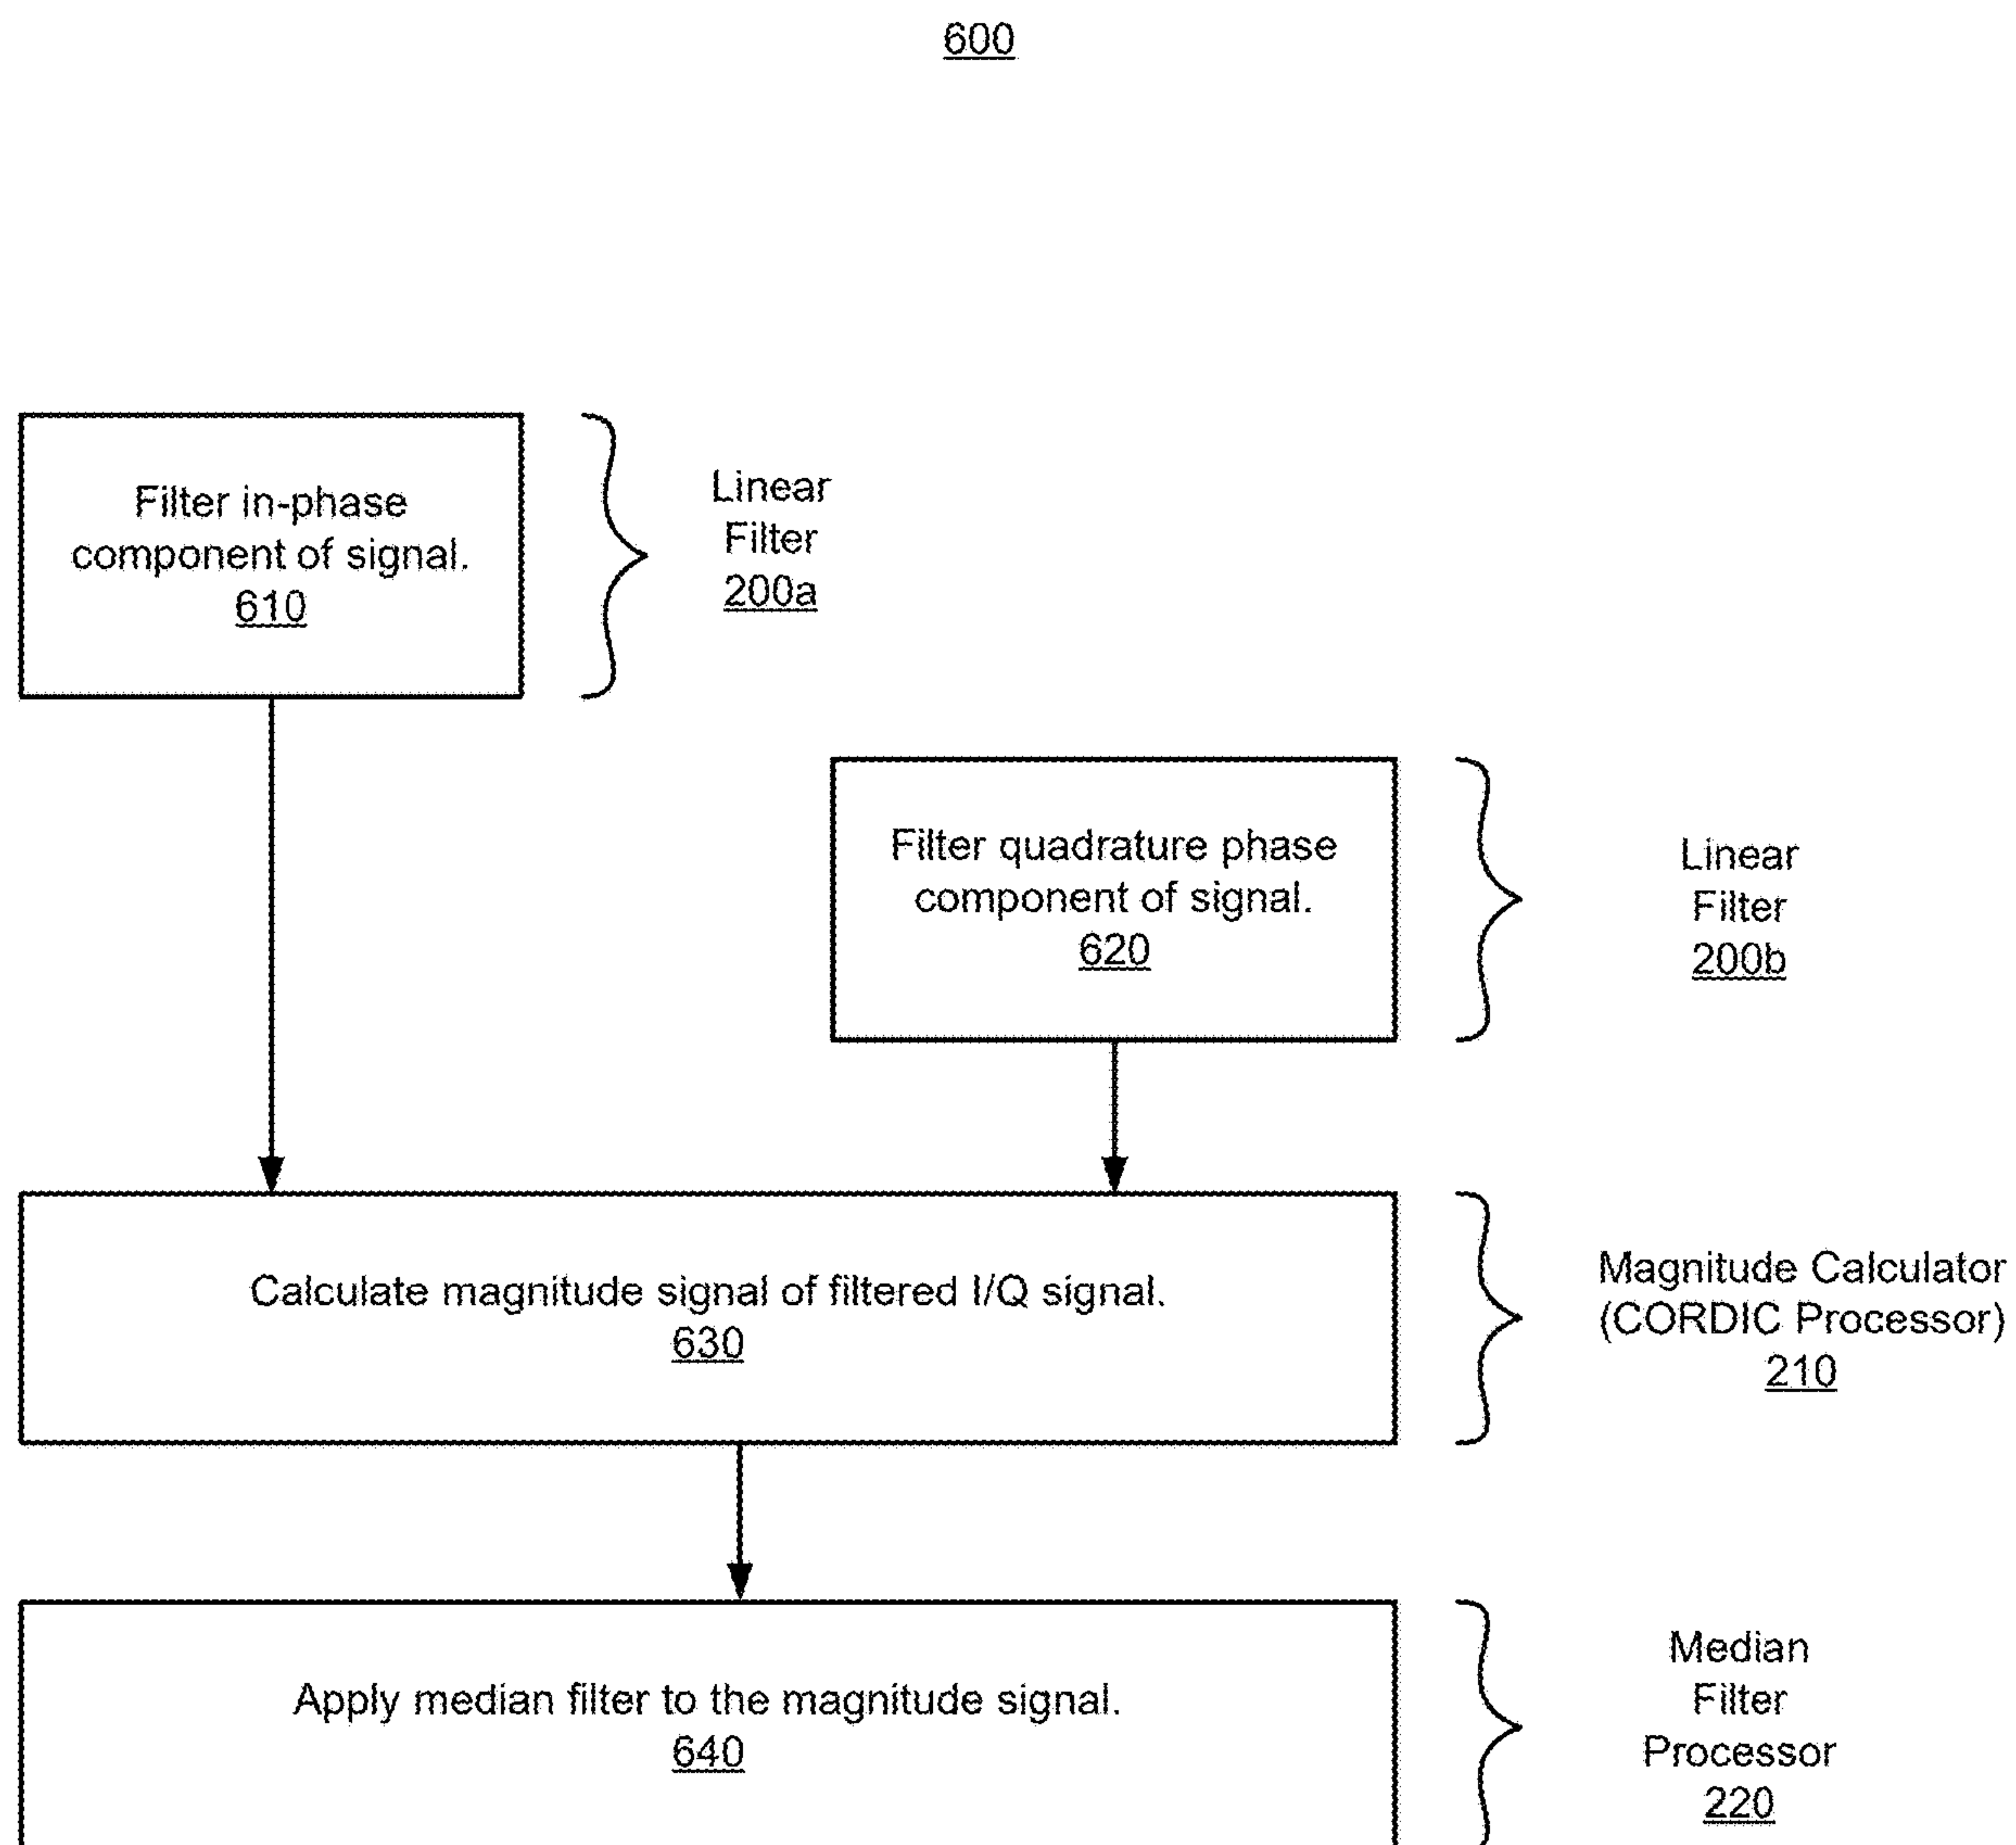 600
Filter in-phase
component of signal.
610
Linear
Filter
200a
Filter quadrature phase
component of signal.
620
Linear
Filter
200b
Calculate magnitude signal of filtered I/Q signal.
630
Magnitude Calculator
(CORDIC Processor)
210
Apply median filter to the magnitude signal.
640
Median
Filter
Processor
220